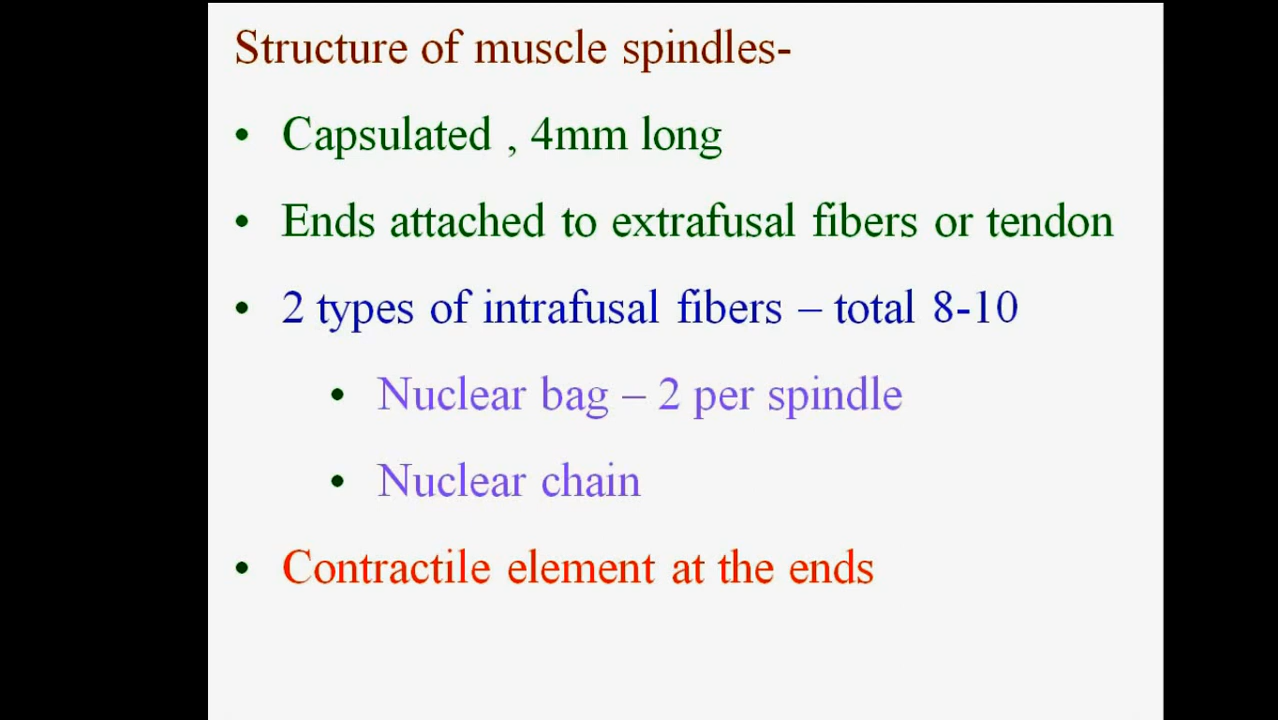 Structure of muscle spindles-
• Capsulated , 4mm long
• Ends attached to extrafusal fibers or tendon
• 2 types of intrafusal fibers – total 8-10
• Nuclear bag – 2 per spindle
• Nuclear chain
• Contractile element at the ends